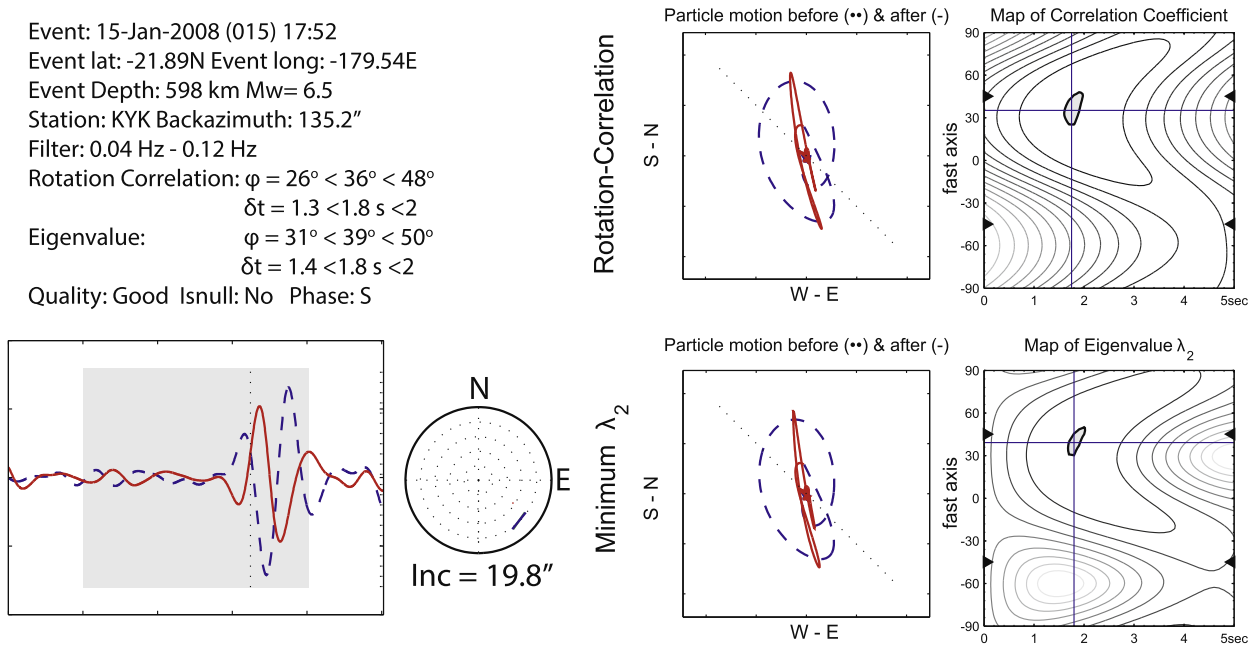 Event: 15-Jan-2008 (015) 17:52
Event lat: -21.89N Event long: -179.54E
Event Depth: 598 km Mw= 6.5
Station: KYK Backazimuth: 135.2”
Filter: 0.04 Hz - 0.12 Hz
Rotation Correlation: φ = 26° < 36° < 48°
δt = 1.3 <1.8 s <2
Eigenvalue: φ = 31° < 39° < 50°
δt = 1.4 <1.8 s <2
Quality: Good Isnull: No Phase: S
N
E
Inc = 19.8”
Rotation-Correlation
Particle motion before (••) & after (-)
S - N
W - E
Map of Correlation Coefficient
fast axis
90
60
30
0
-30
-60
-90
0 1 2 3 4 5sec
Minimum λ2
Particle motion before (••) & after (-)
S - N
W - E
Map of Eigenvalue λ2
fast axis
90
60
30
0
-30
-60
-90
0 1 2 3 4 5sec